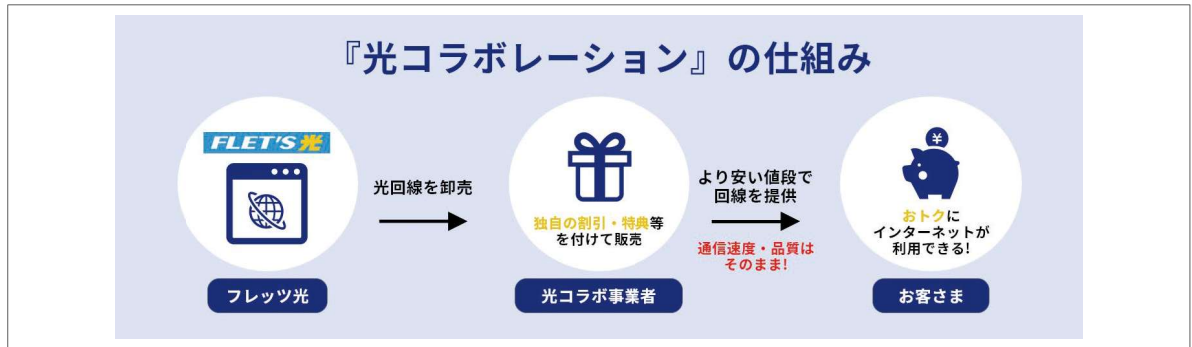 『光コラボレーション』の仕組み
FLET'S光
フレッツ光
光回線を卸売
独自の割引・特典等
を付けて販売
光コラボ事業者
より安い値段で
回線を提供
通信速度・品質は
そのまま!
¥
おトクに
インターネットが
利用できる!
お客さま